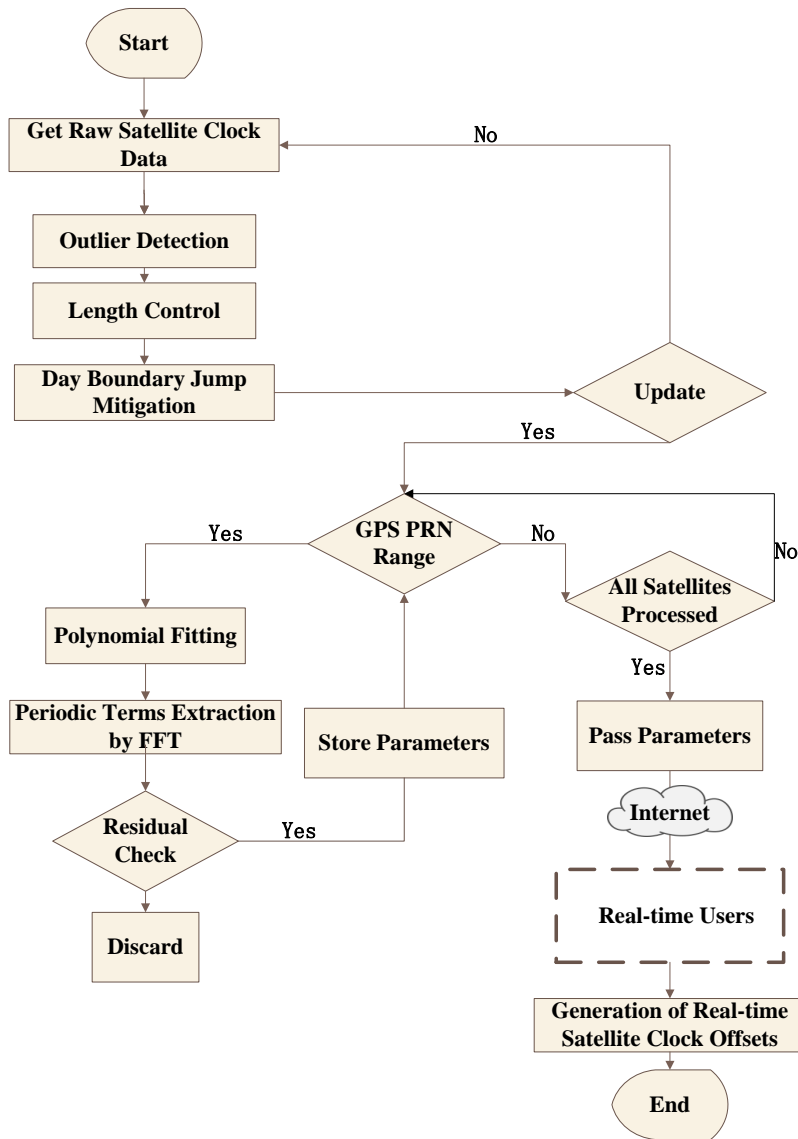 Start
Get Raw Satellite Clock
Data
No
Outlier Detection
Length Control
Day Boundary Jump
Mitigation
Update
Yes
GPS PRN
Range
Yes
No
No
All Satellites
Processed
Polynomial Fitting
Yes
Periodic Terms Extraction
by FFT
Store Parameters
Pass Parameters
Internet
Residual
Check
Yes
Real-time Users
Discard
Generation of Real-time
Satellite Clock Offsets
End